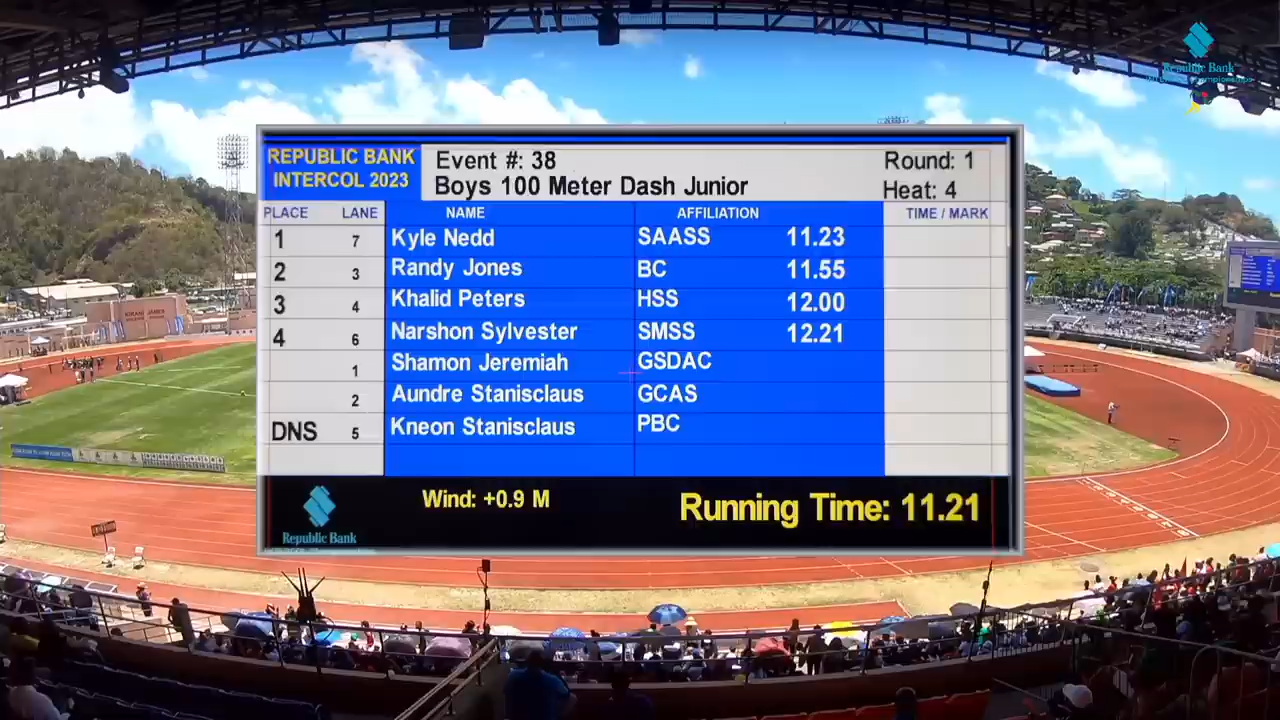 Republic Bank
REPUBLIC BANK
INTERCOL 2023
Event #: 38
Boys 100 Meter Dash Junior
Round: 1
Heat: 4
PLACE LANE NAME AFFILIATION TIME / MARK
1 7 Kyle Nedd SAASS 11.23
2 3 Randy Jones BC 11.55
3 4 Khalid Peters HSS 12.00
4 6 Narshon Sylvester SMSS 12.21
1 Shamon Jeremiah GSDAC
2 Aundre Stanisclaus GCAS
DNS 5 Kneon Stanisclaus PBC
Republic Bank
Wind: +0.9 M
Running Time: 11.21